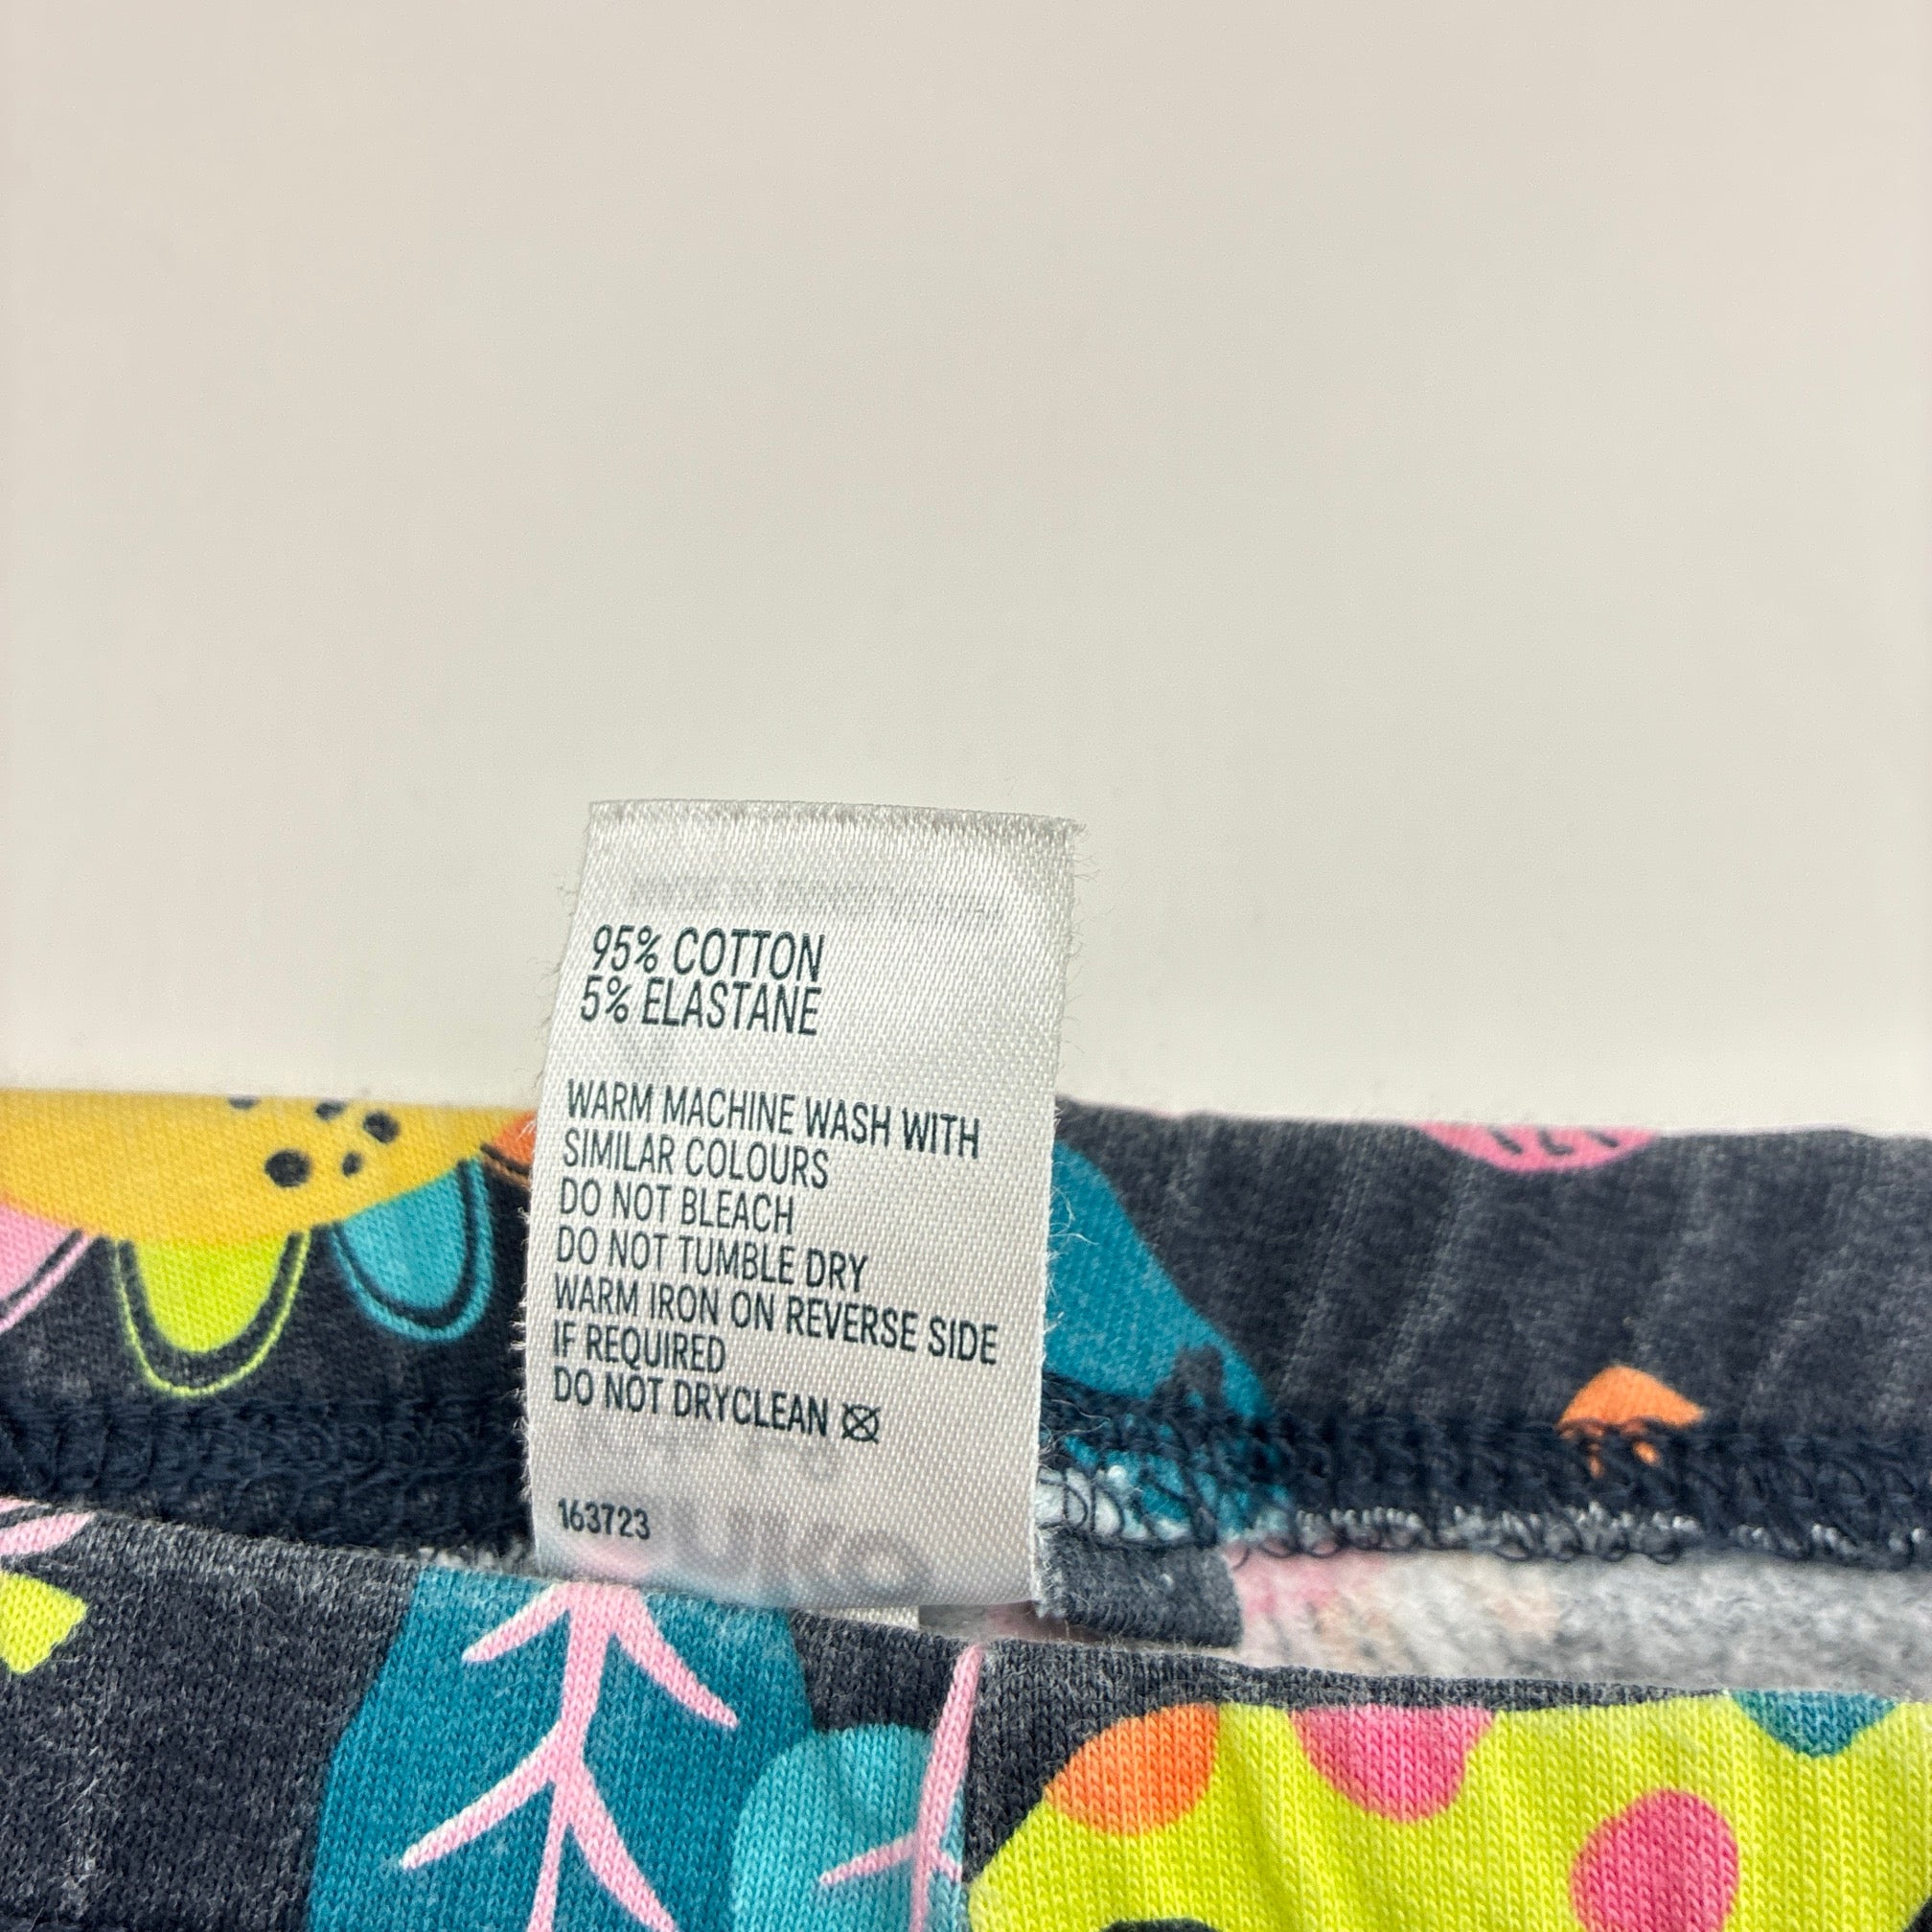 95% COTTON
5% ELASTANE
WARM MACHINE WASH WITH
SIMILAR COLOURS
DO NOT BLEACH
DO NOT TUMBLE DRY
WARM IRON ON REVERSE SIDE
IF REQUIRED
DO NOT DRYCLEAN
163723